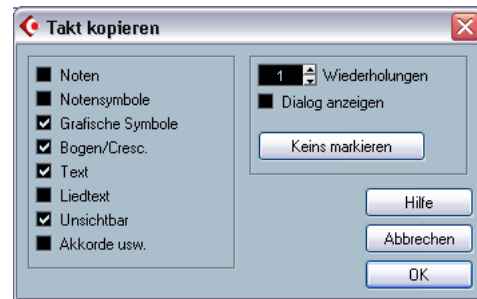 Takt kopieren
Noten
Notensymbole
Grafische Symbole
Bogen/Cresc.
Text
Liedtext
Unsichtbar
Akkorde usw.
1 Wiederholungen
Dialog anzeigen
Keins markieren
Hilfe
Abbrechen
OK